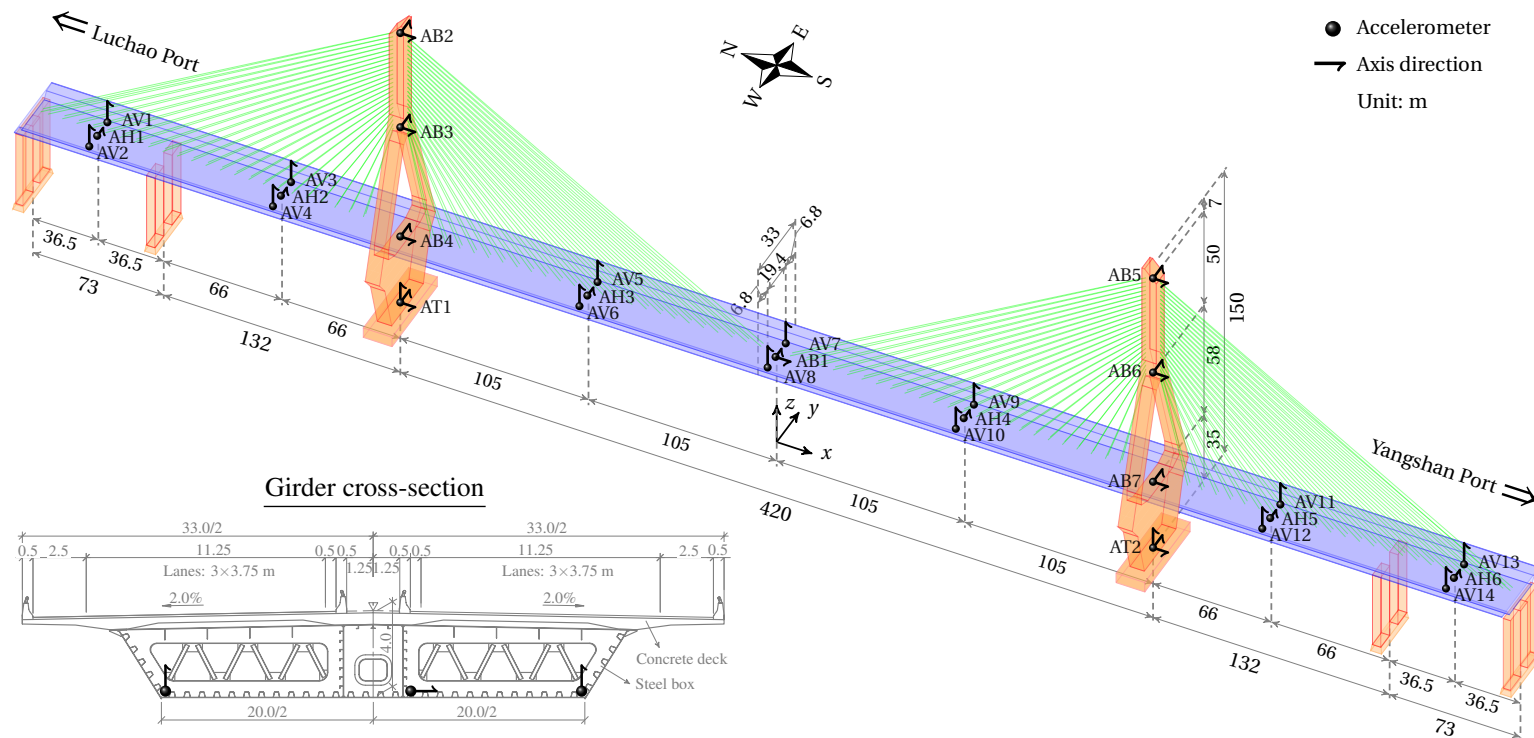 Luchao Port
N
E
S
W
Accelerometer
Axis direction
Unit: m
AB2
AV1
AH1
AV2
AB3
AV3
AH2
AV4
AB4
AT1
AV5
AH3
AV6
AV7
AB1
AV8
AV9
AH4
AV10
AB5
AB6
AB7
AT2
AV11
AH5
AV12
AV13
AH6
AV14
Yangshan Port
36.5
36.5
73
66
66
132
105
105
420
105
105
66
66
132
36.5
36.5
73
6.8
19.4
33
6.8
7
50
150
58
35
z
y
x
Girder cross-section
33.0/2
33.0/2
0.5
2.5
11.25
0.5
0.5
0.5
0.5
11.25
2.5
0.5
1.25
1.25
Lanes: 3×3.75 m
Lanes: 3×3.75 m
2.0%
2.0%
4.0
Concrete deck
Steel box
20.0/2
20.0/2